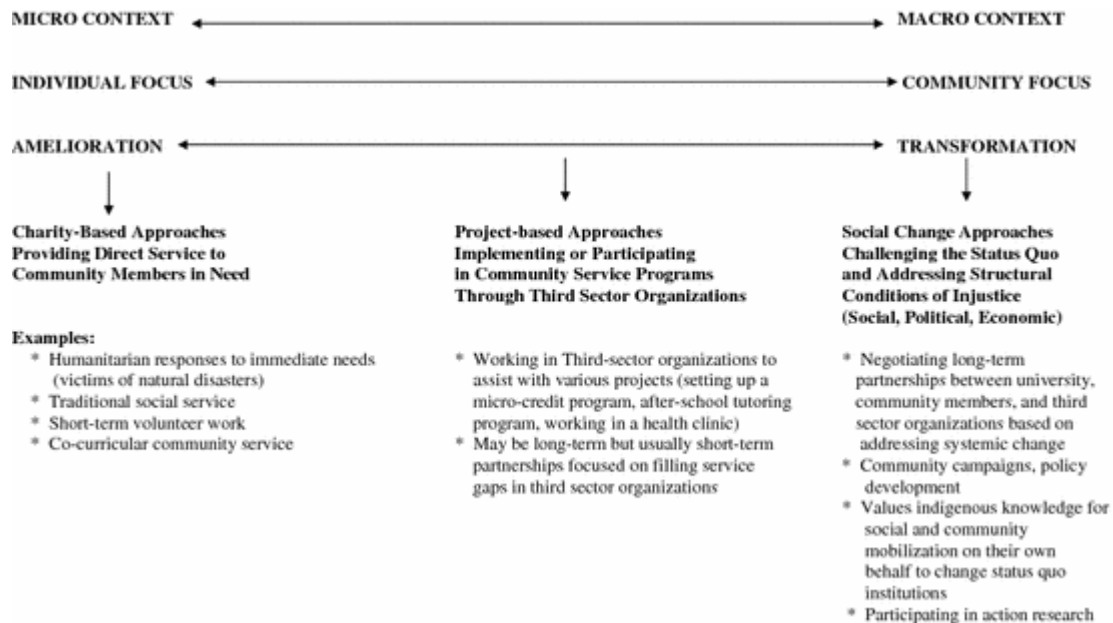 MICRO CONTEXT
MACRO CONTEXT
INDIVIDUAL FOCUS
COMMUNITY FOCUS
AMELIORATION
TRANSFORMATION
Charity-Based Approaches
Providing Direct Service to
Community Members in Need
Examples:
* Humanitarian responses to immediate needs
(victims of natural disasters)
* Traditional social service
* Short-term volunteer work
* Co-curricular community service
Project-based Approaches
Implementing or Participating
in Community Service Programs
Through Third Sector Organizations
* Working in Third-sector organizations to
assist with various projects (setting up a
micro-credit program, after-school tutoring
program, working in a health clinic)
* May be long-term but usually short-term
partnerships focused on filling service
gaps in third sector organizations
Social Change Approaches
Challenging the Status Quo
and Addressing Structural
Conditions of Injustice
(Social, Political, Economic)
* Negotiating long-term
partnerships between university,
community members, and third
sector organizations based on
addressing systemic change
* Community campaigns, policy
development
* Values indigenous knowledge for
social and community
mobilization on their own
behalf to change status quo
institutions
* Participating in action research